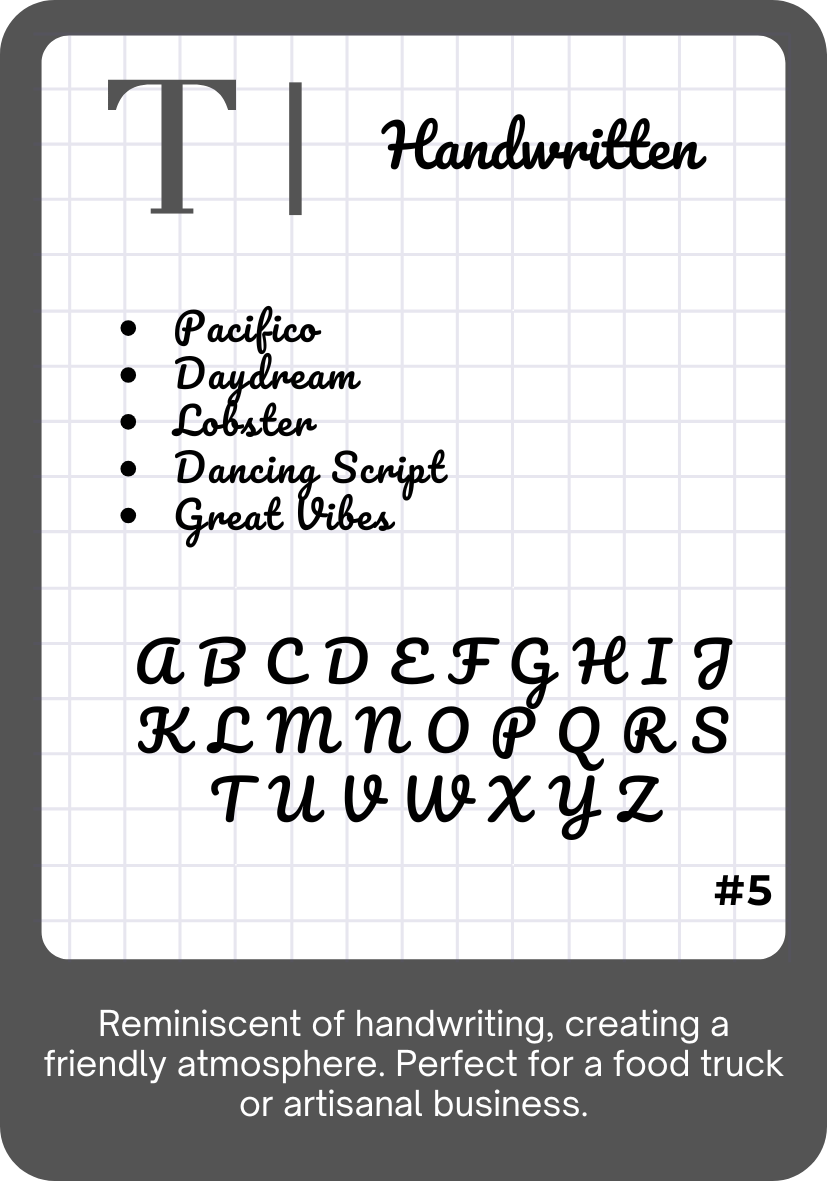 T | Handwritten
• Pacifico
• Daydream
• Lobster
• Dancing Script
• Great Vibes
A B C D E F G H I J
K L M N O P Q R S
T U V W X Y Z
#5
Reminiscent of handwriting, creating a
friendly atmosphere. Perfect for a food truck
or artisanal business.